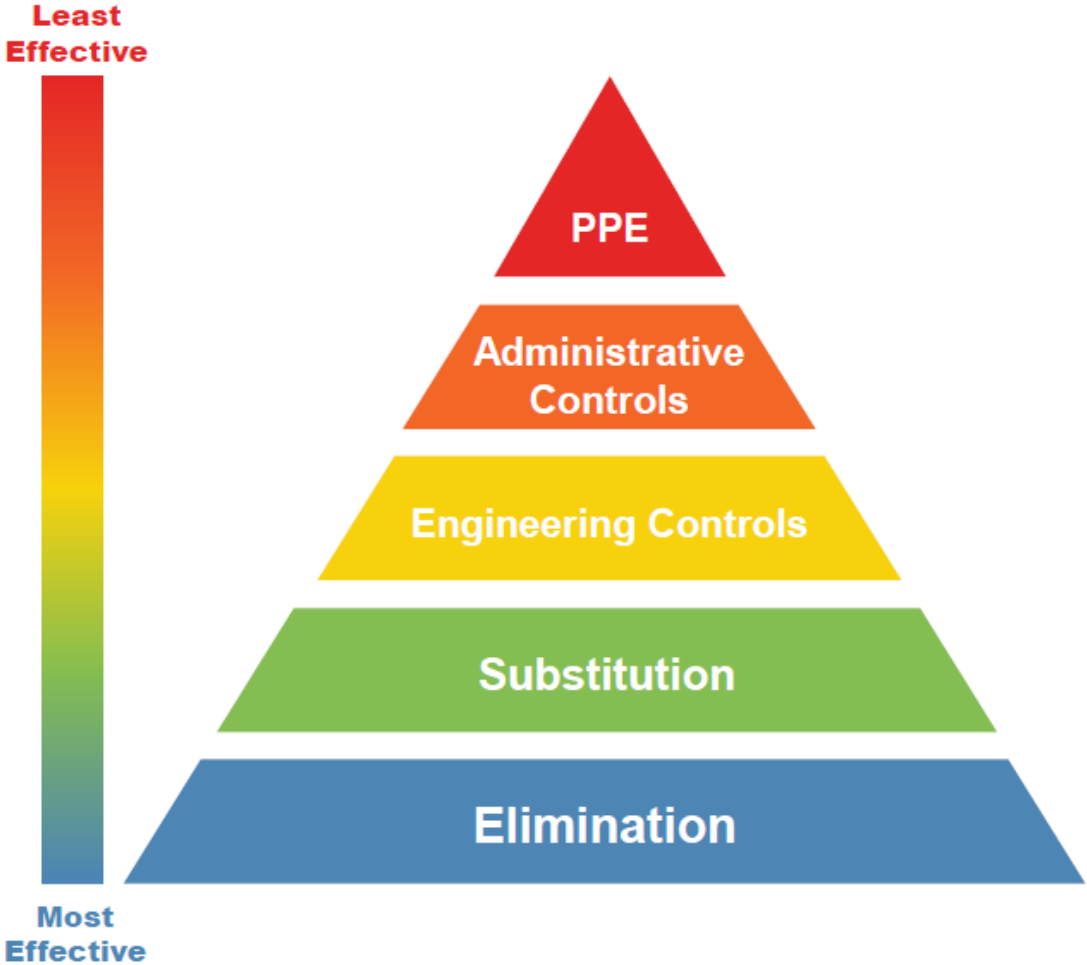 Least
Effective
PPE
Administrative
Controls
Engineering Controls
Substitution
Elimination
Most
Effective